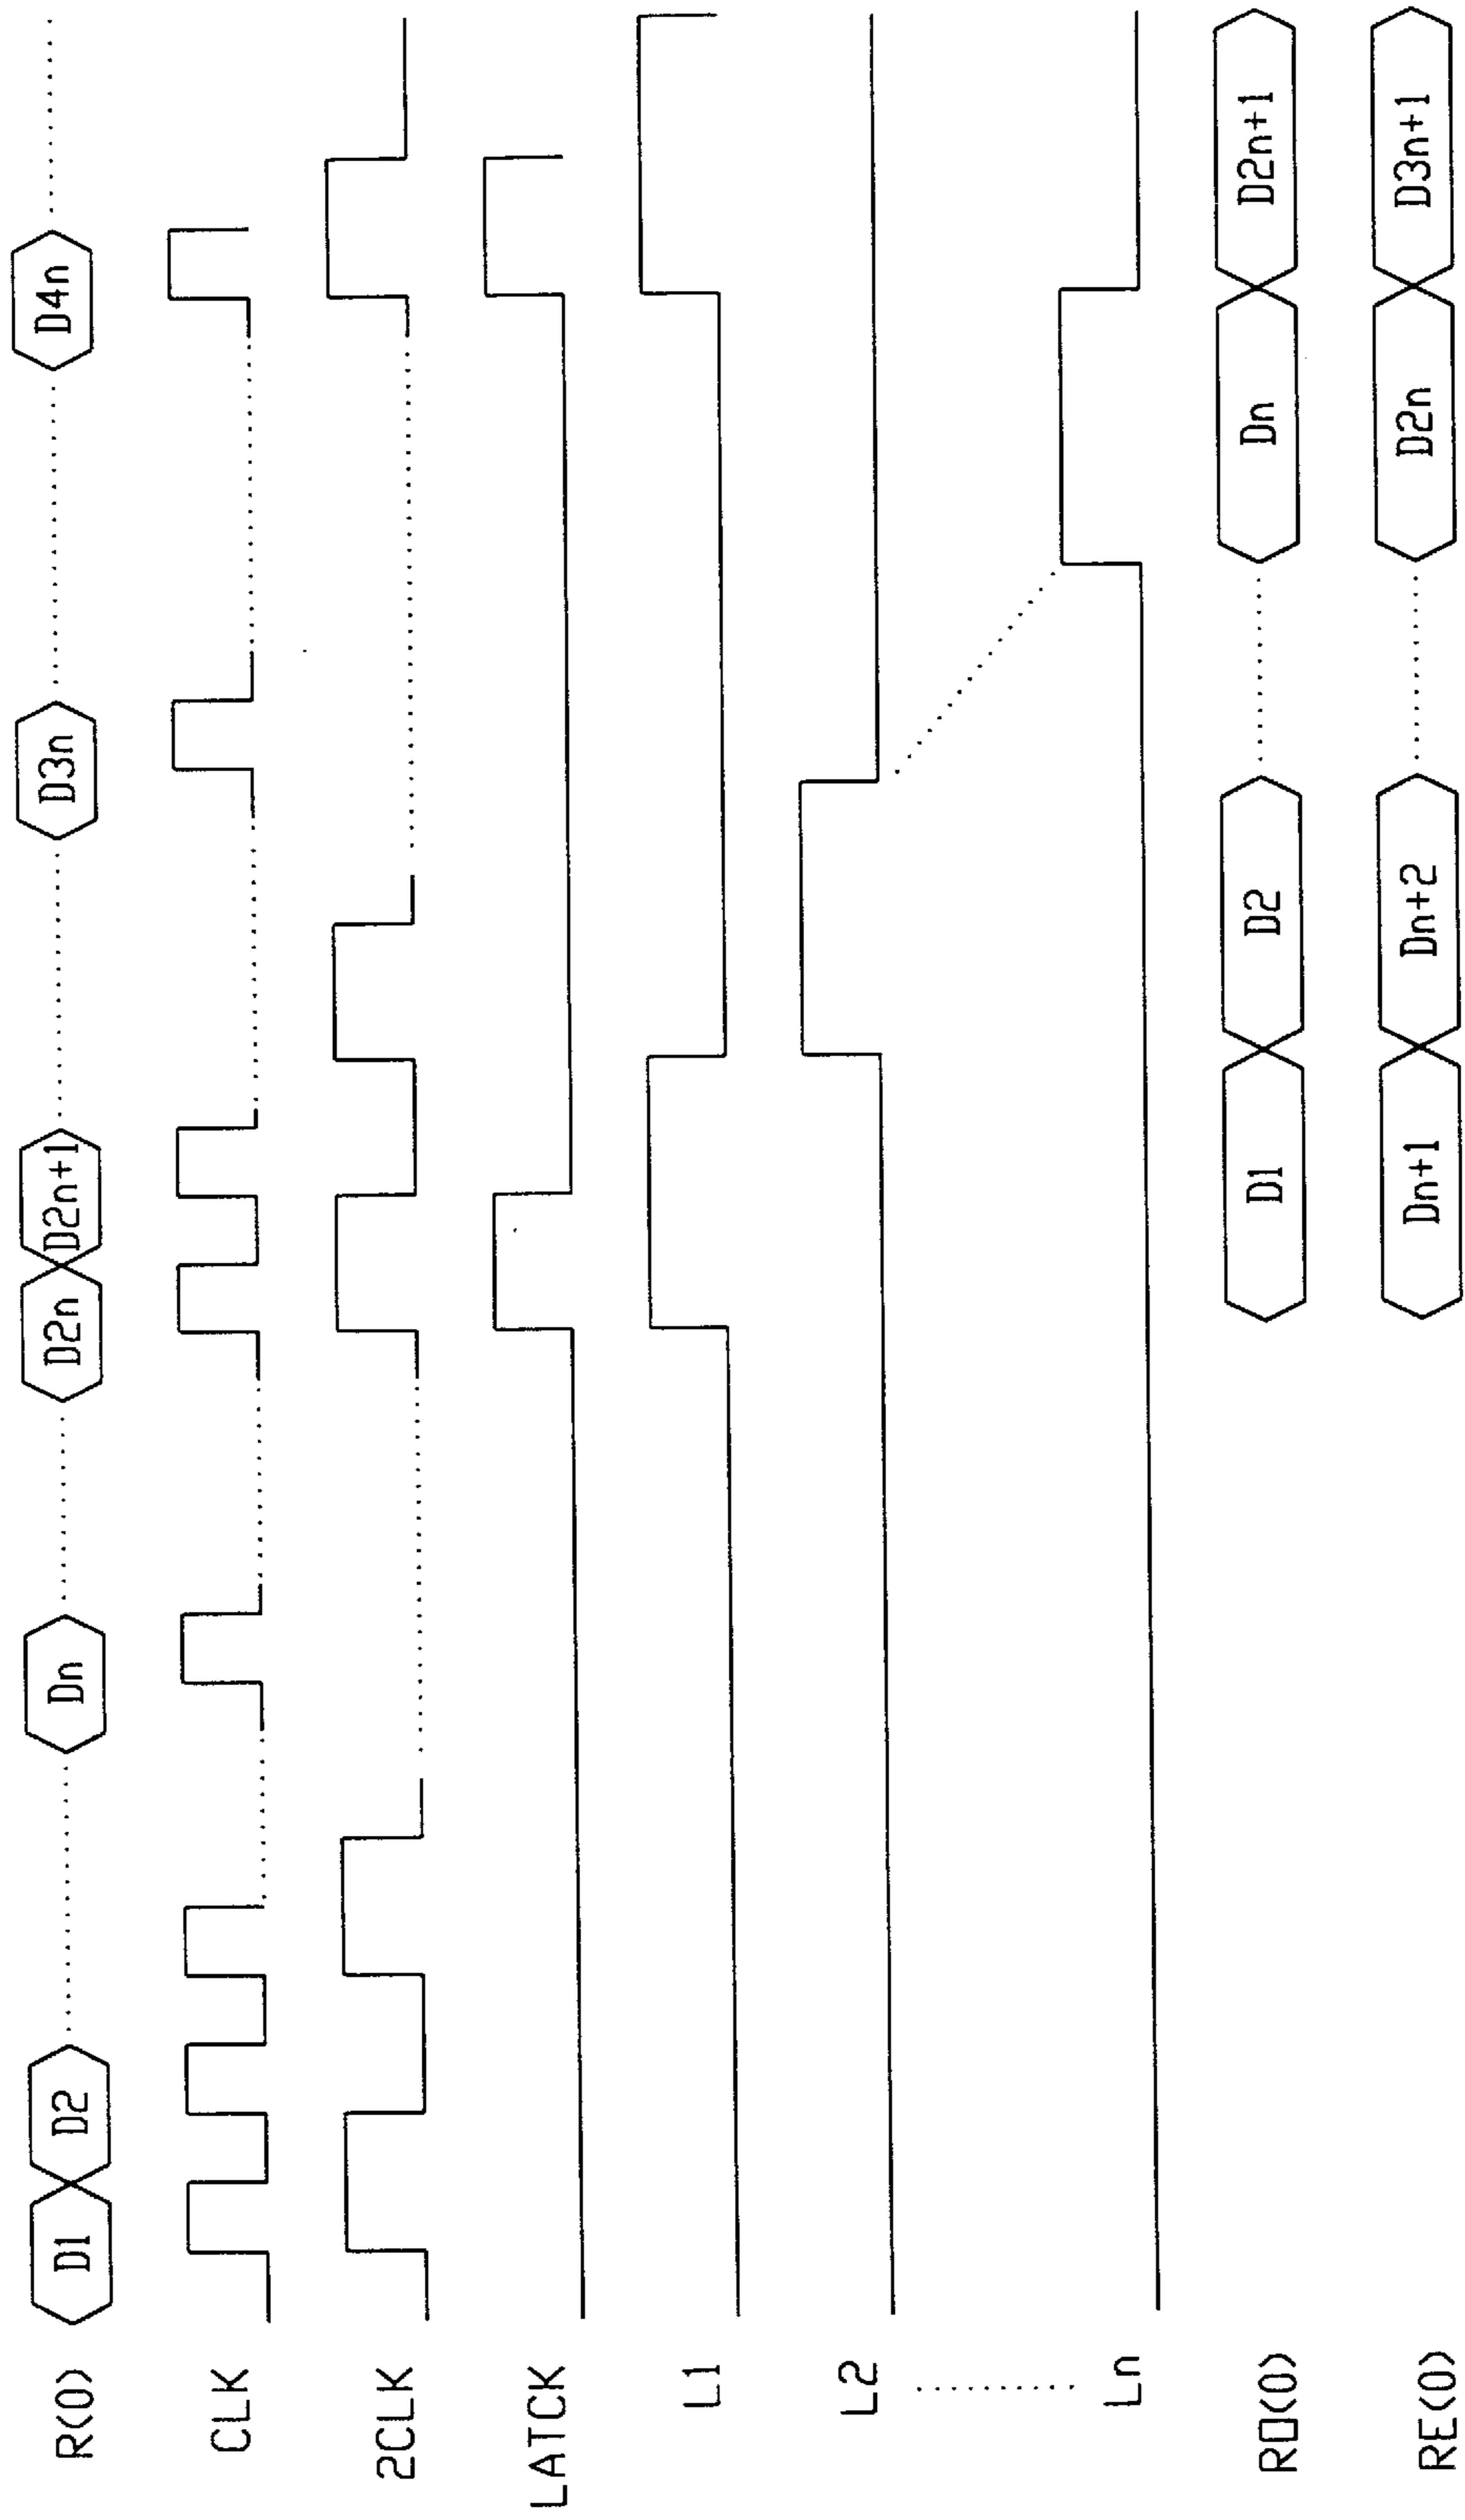 R(0) D1 D2 Dn D2n D2n+1 D3n D4n
CLK
2CLK
LATCK
L1
L2
Ln
RO(0) D1 D2 Dn D2n+1
RE(0) Dn+1 Dn+2 D2n D3n+1